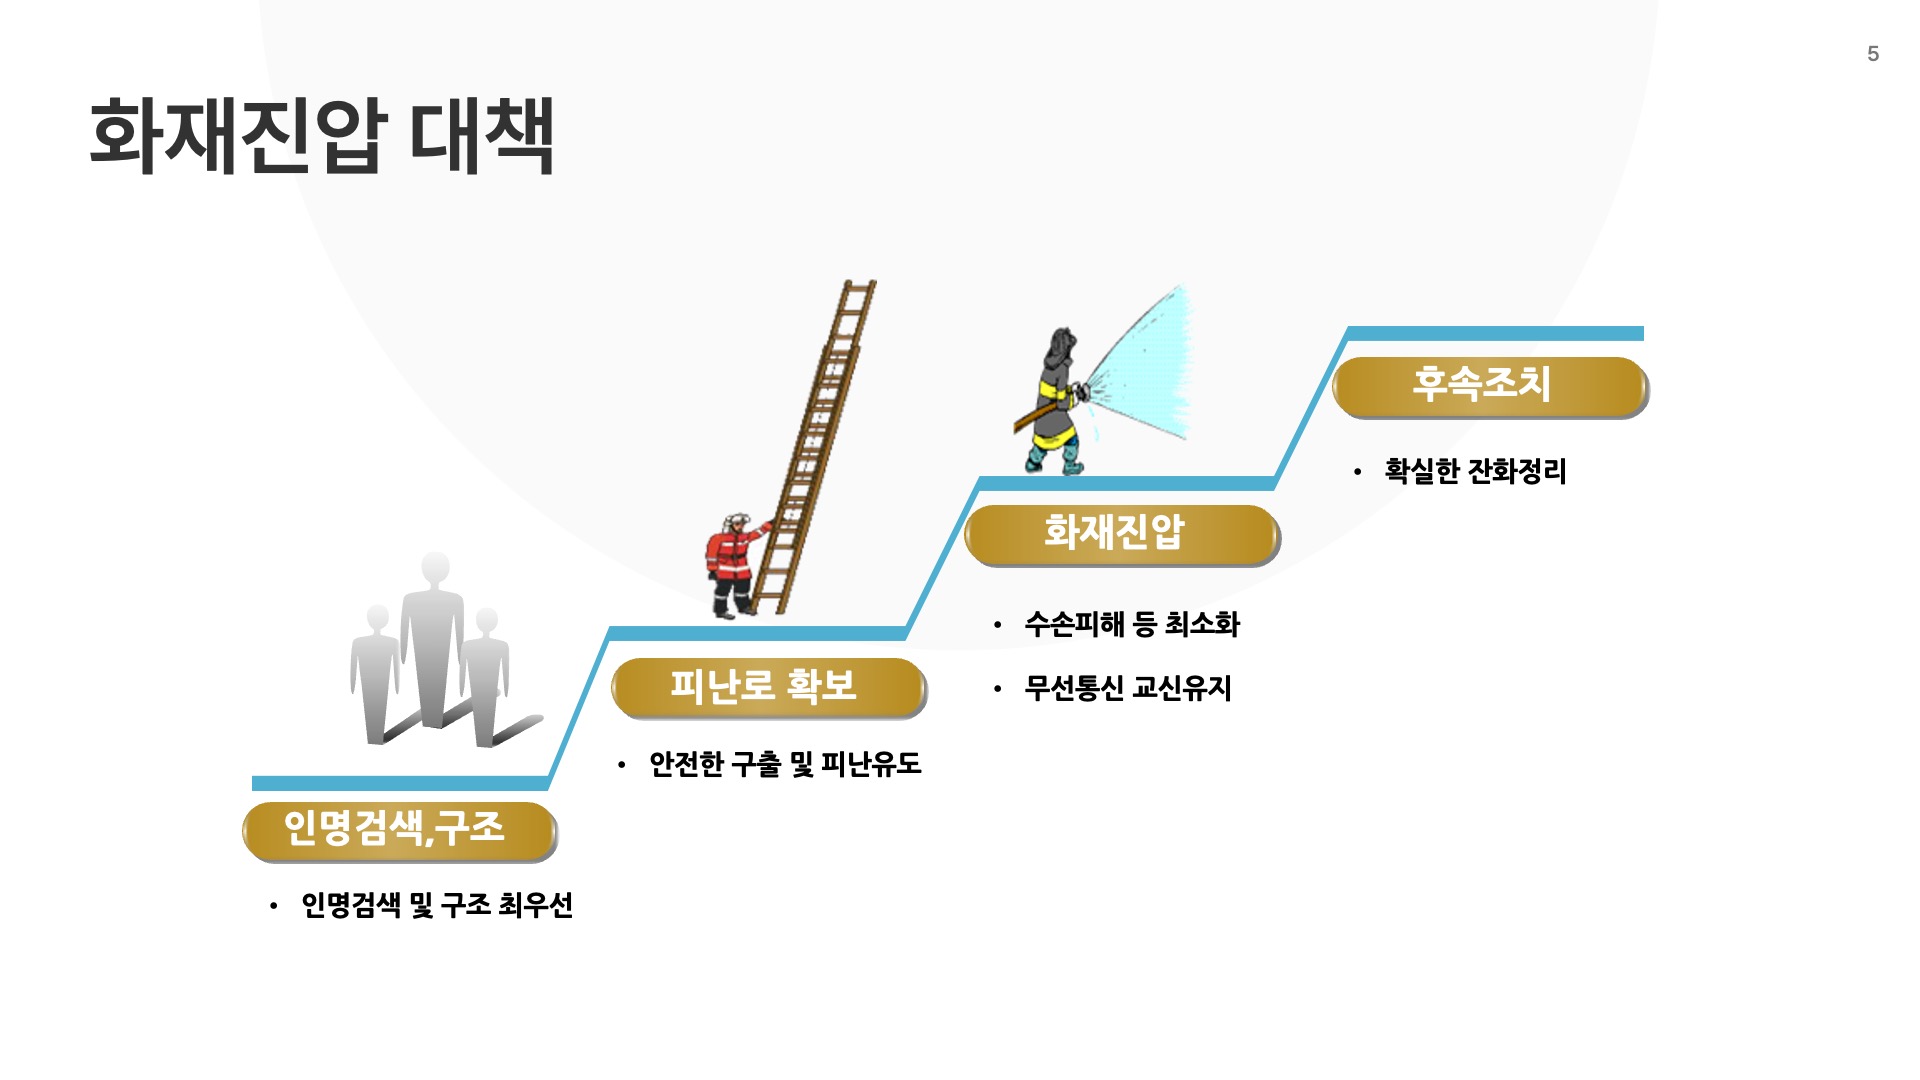 5
화재진압 대책
인명검색,구조
• 인명검색 및 구조 최우선
피난로 확보
• 안전한 구출 및 피난유도
화재진압
• 수손피해 등 최소화
• 무선통신 교신유지
후속조치
• 확실한 잔화정리